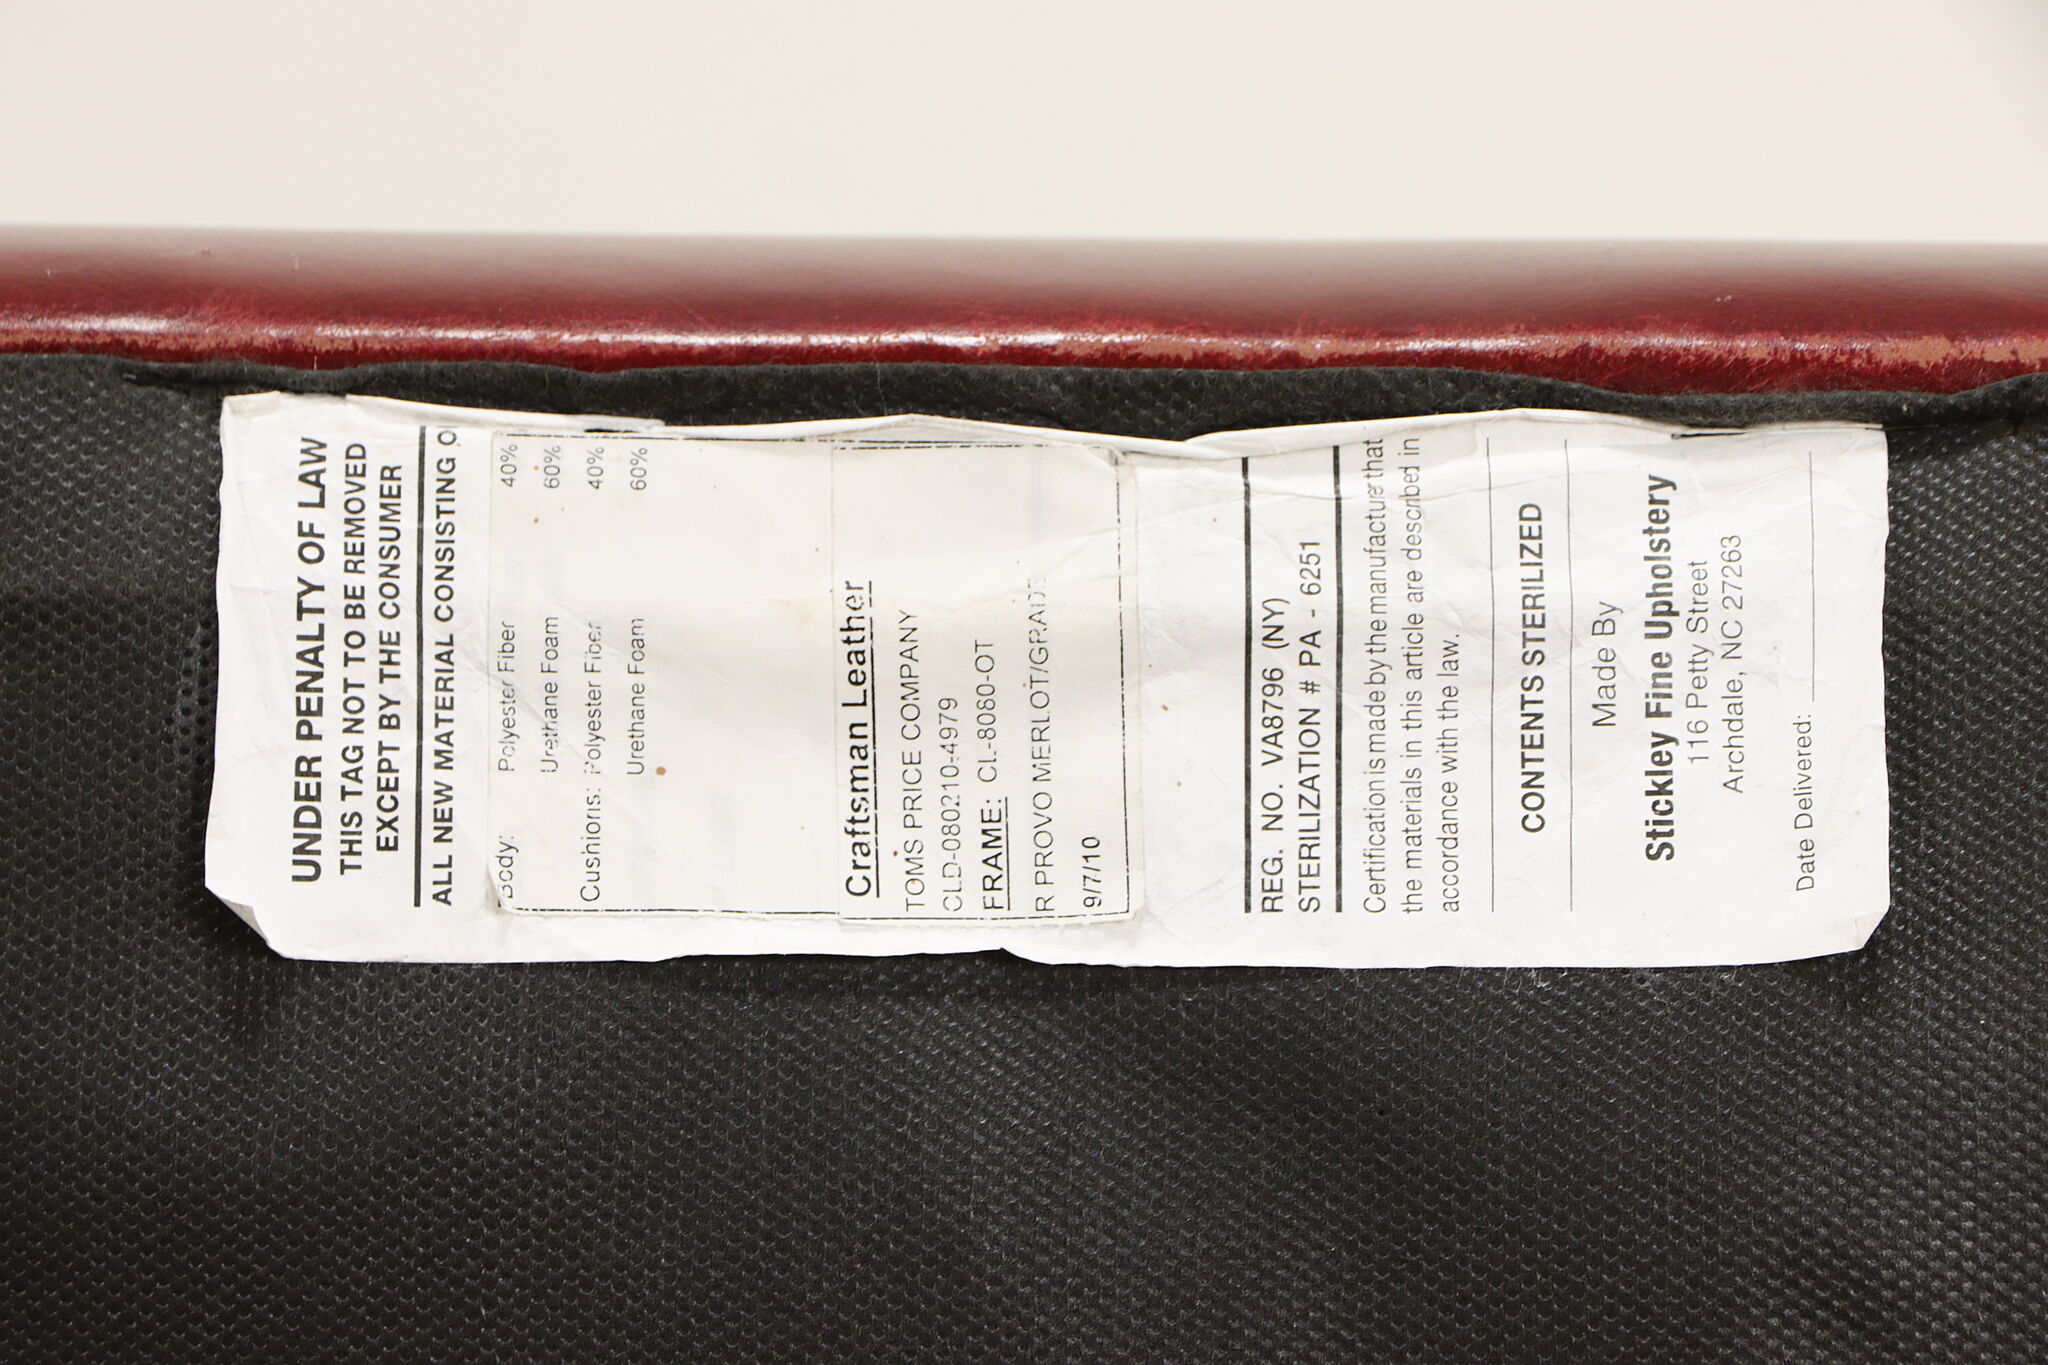 UNDER PENALTY OF LAW
THIS TAG NOT TO BE REMOVED
EXCEPT BY THE CONSUMER
ALL NEW MATERIAL CONSISTING O
Body: Polyester Fiber 40%
Urethane Foam 60%
Cushions: Polyester Fiber 40%
Urethane Foam 60%
Craftsman Leather
TOMS PRICE COMPANY
CLD-080210-4979
FRAME: CL-8080-OT
R PROVO MERLOT/GRADE
9/7/10
REG. NO. VA8796 (NY)
STERILIZATION # PA - 6251
Certification is made by the manufacturer that
the materials in this article are described in
accordance with the law.
CONTENTS STERILIZED
Made By
Stickley Fine Upholstery
116 Petty Street
Archdale, NC 27263
Date Delivered: